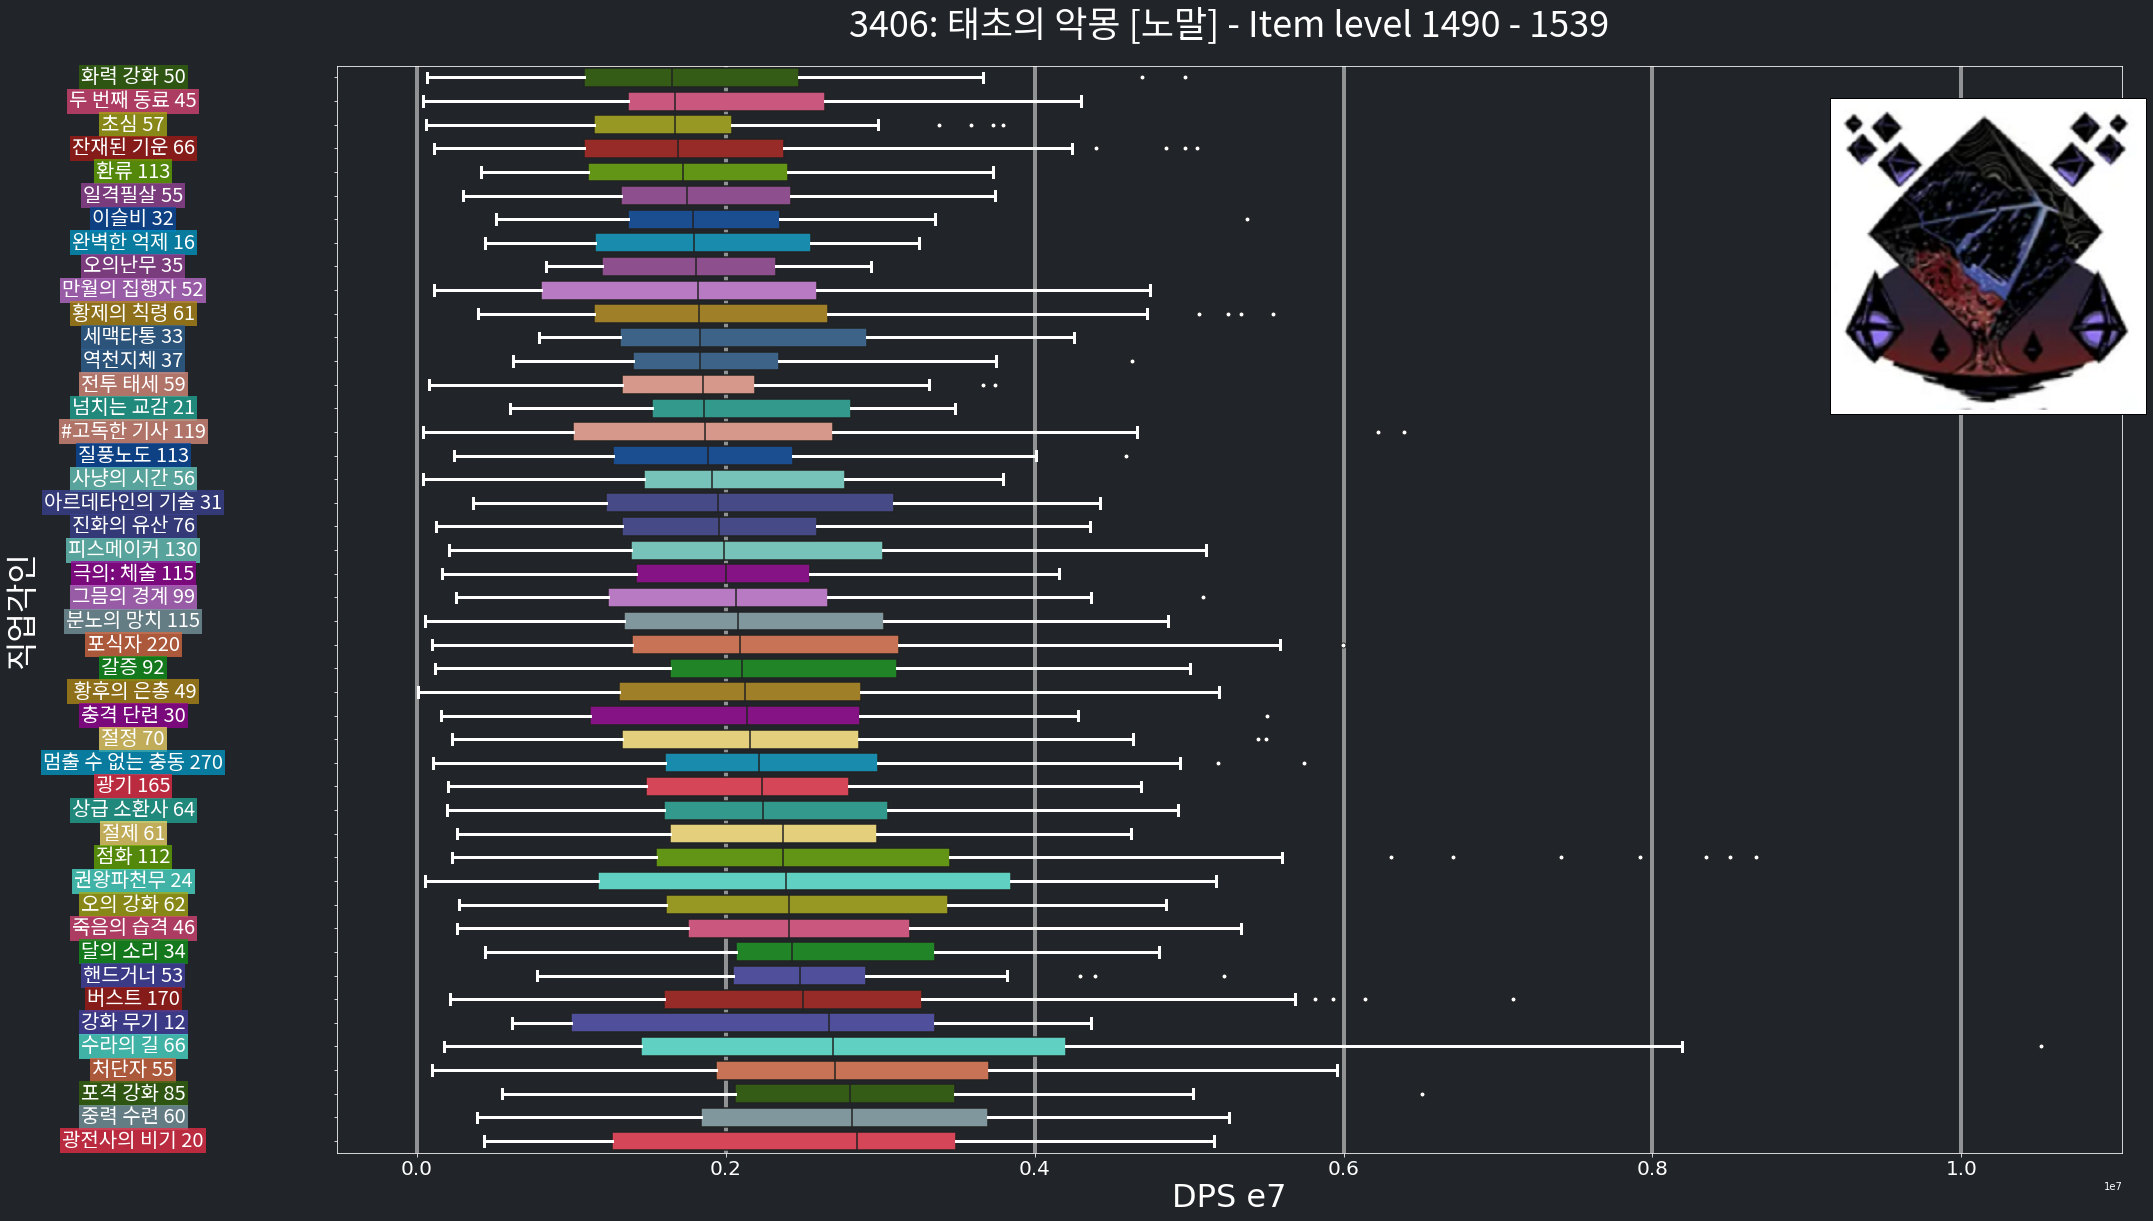 3406: 태초의 악몽 [노말] - Item level 1490 - 1539
화력 강화 50
두 번째 동료 45
초심 57
잔재된 기운 66
환류 113
일격필살 55
이슬비 32
완벽한 억제 16
오의난무 35
만월의 집행자 52
황제의 칙령 61
세맥타통 33
역천지체 37
전투 태세 59
넘치는 교감 21
#고독한 기사 119
질풍노도 113
사냥의 시간 56
아르데타인의 기술 31
진화의 유산 76
피스메이커 130
극의: 체술 115
그믐의 경계 99
분노의 망치 115
포식자 220
갈증 92
황후의 은총 49
충격 단련 30
절정 70
멈출 수 없는 충동 270
광기 165
상급 소환사 64
절제 61
점화 112
권왕파천무 24
오의 강화 62
죽음의 습격 46
달의 소리 34
핸드거너 53
버스트 170
강화 무기 12
수라의 길 66
처단자 55
포격 강화 85
중력 수련 60
광전사의 비기 20
직업각인
0.0 0.2 0.4 0.6 0.8 1.0
1e7
DPS e7